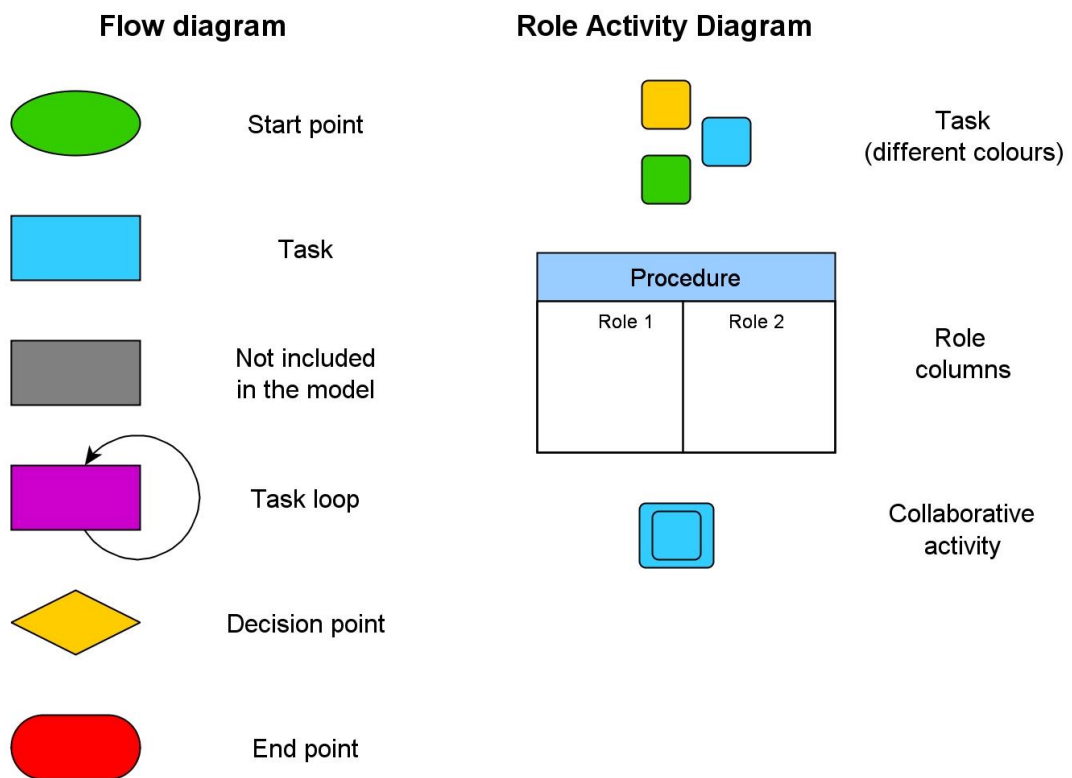 Flow diagram
Start point
Task
Not included
in the model
Task loop
Decision point
End point
Role Activity Diagram
Task
(different colours)
Procedure
Role 1
Role 2
Role
columns
Collaborative
activity